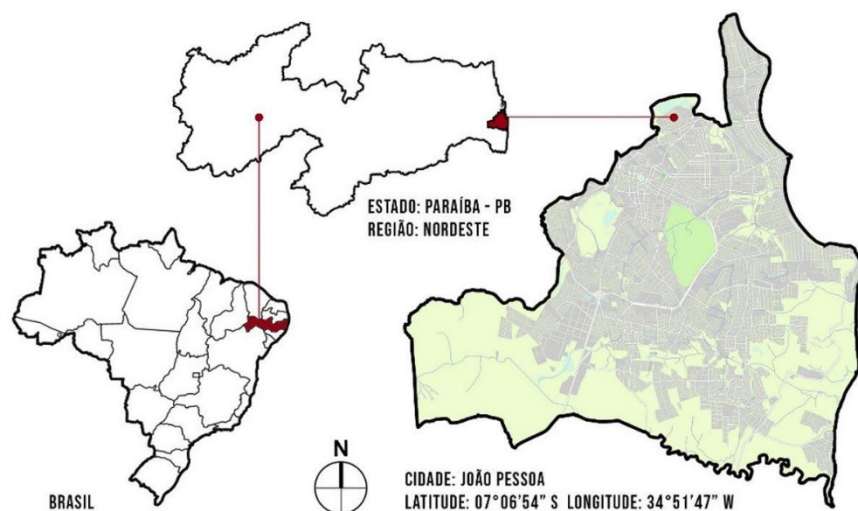 ESTADO: PARAÍBA - PB
REGIÃO: NORDESTE
N
BRASIL
CIDADE: JOÃO PESSOA
LATITUDE: 07°06'54" S LONGITUDE: 34°51'47" W